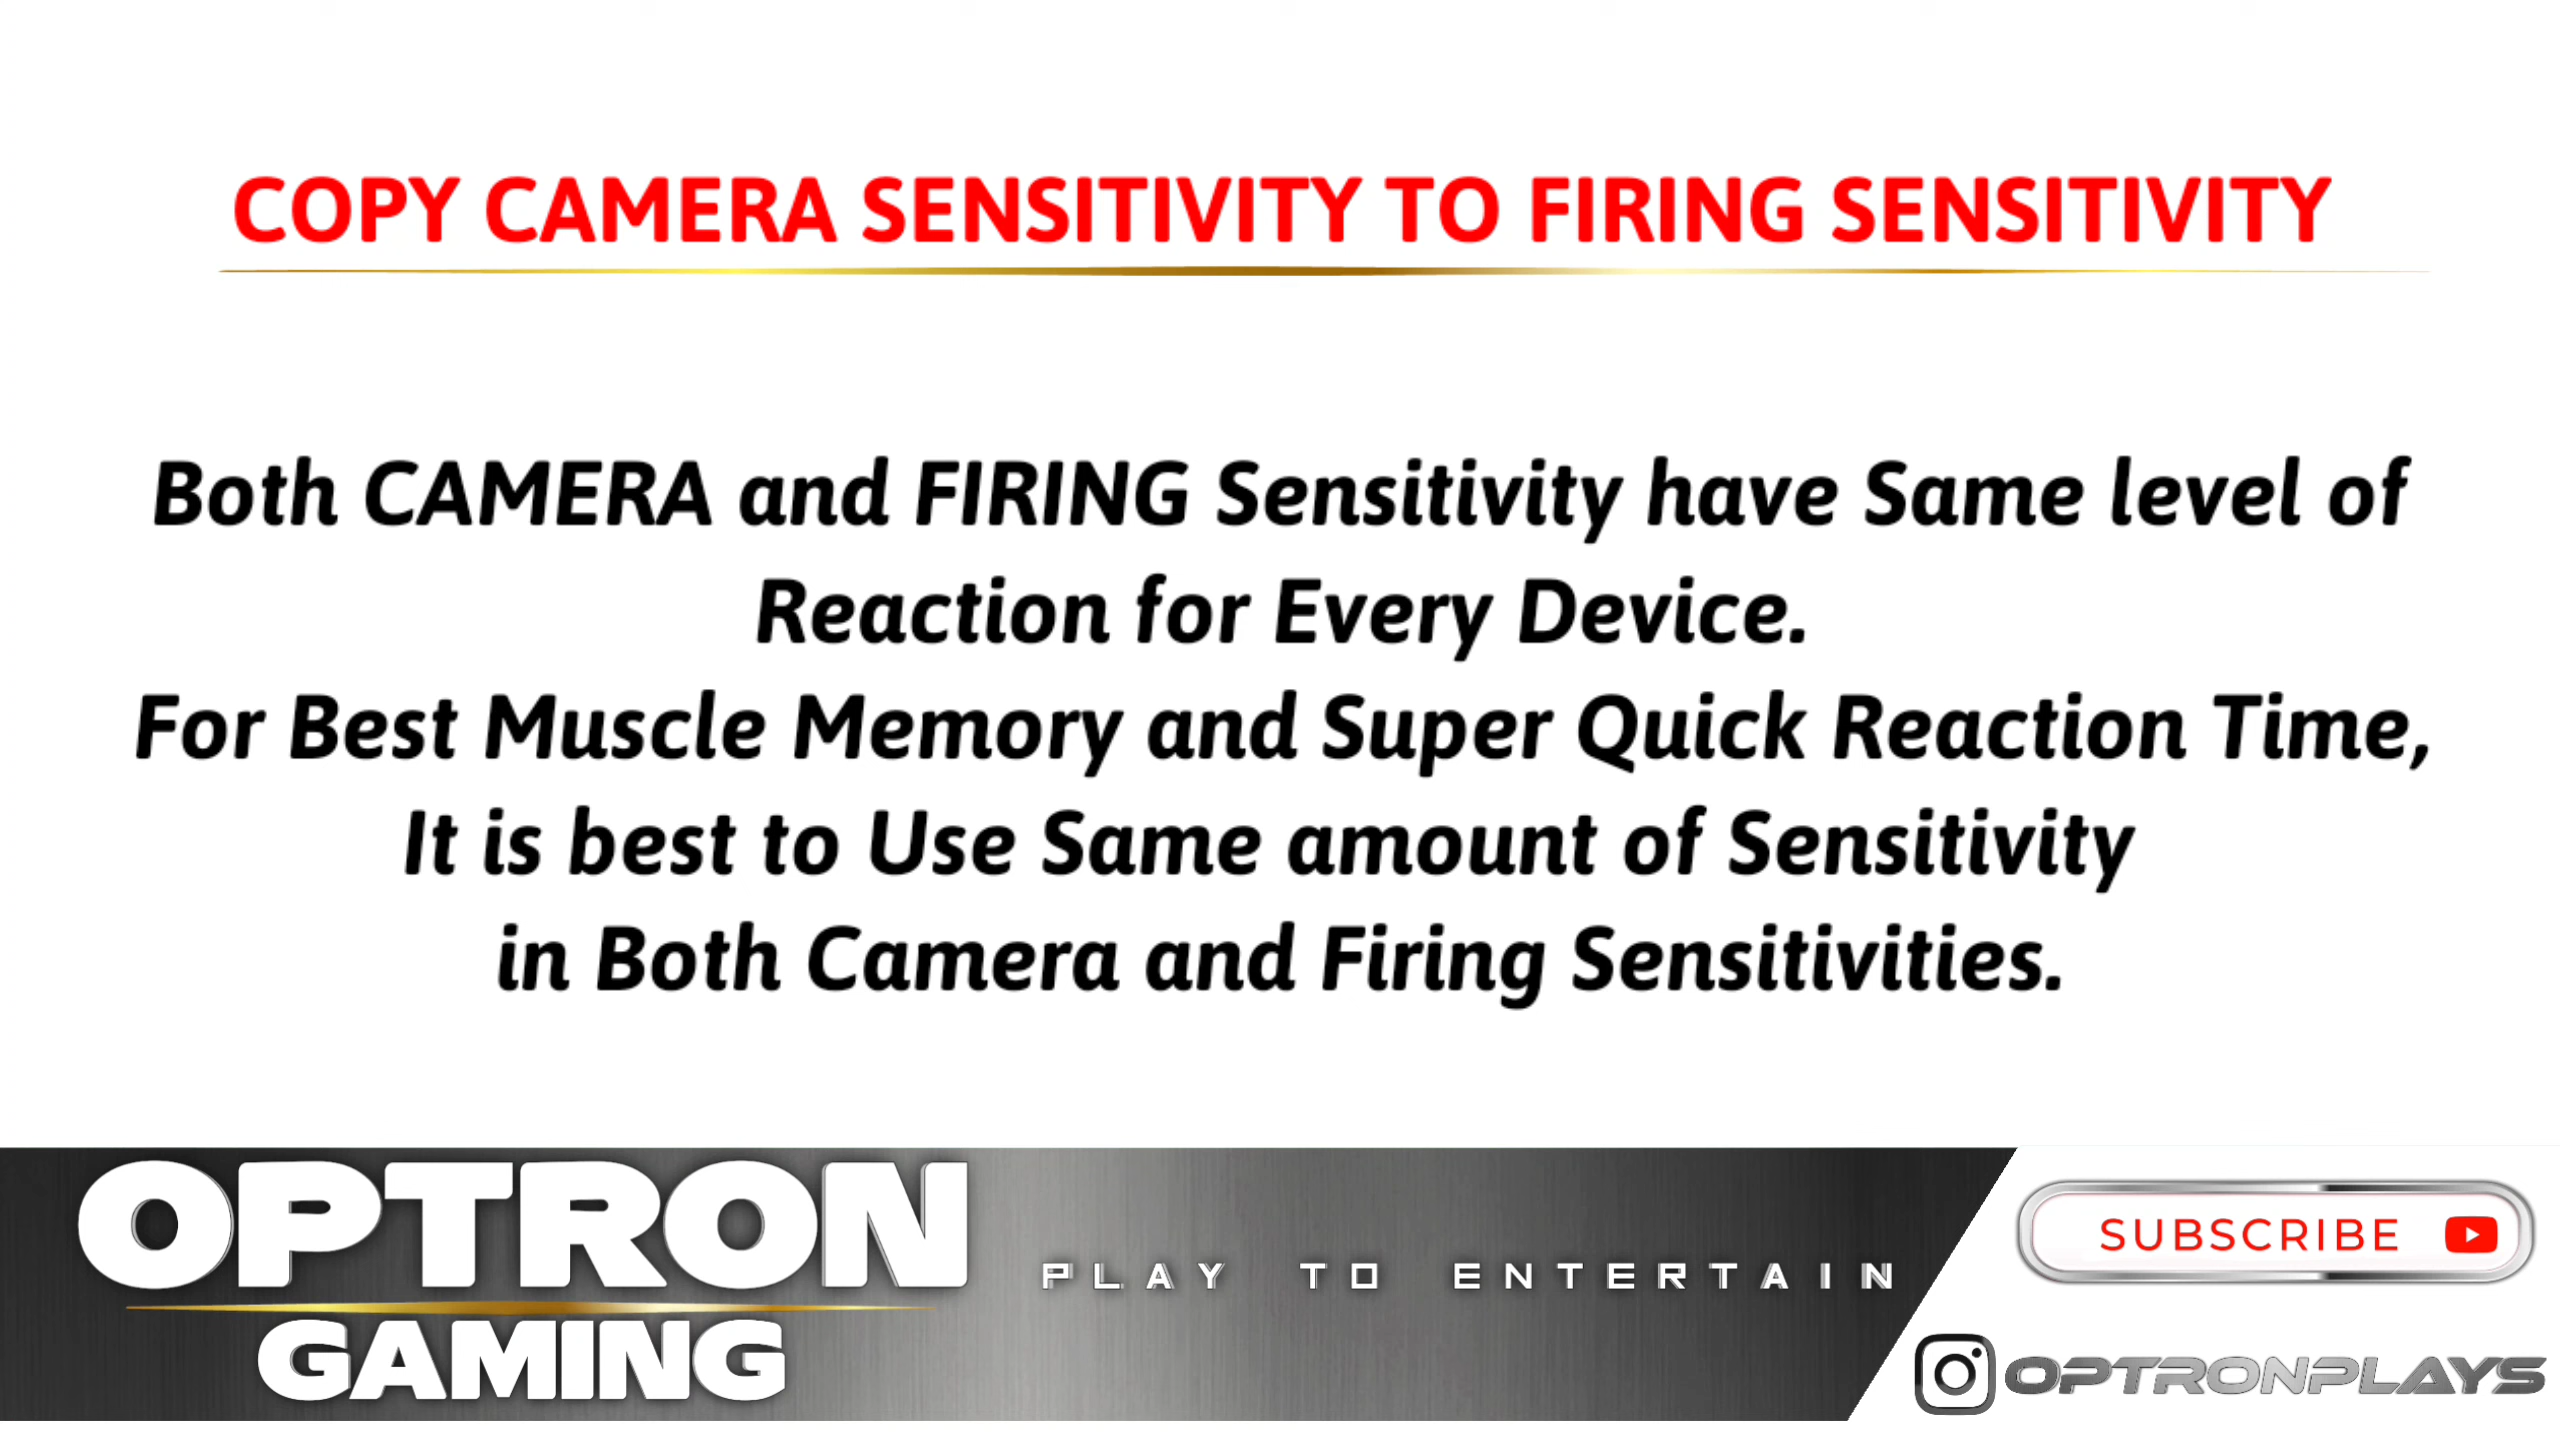 COPY CAMERA SENSITIVITY TO FIRING SENSITIVITY
Both CAMERA and FIRING Sensitivity have Same level of
Reaction for Every Device.
For Best Muscle Memory and Super Quick Reaction Time,
It is best to Use Same amount of Sensitivity
in Both Camera and Firing Sensitivities.
OPTRON
GAMING
PLAY TO ENTERTAIN
SUBSCRIBE
OPTRONPLAYS